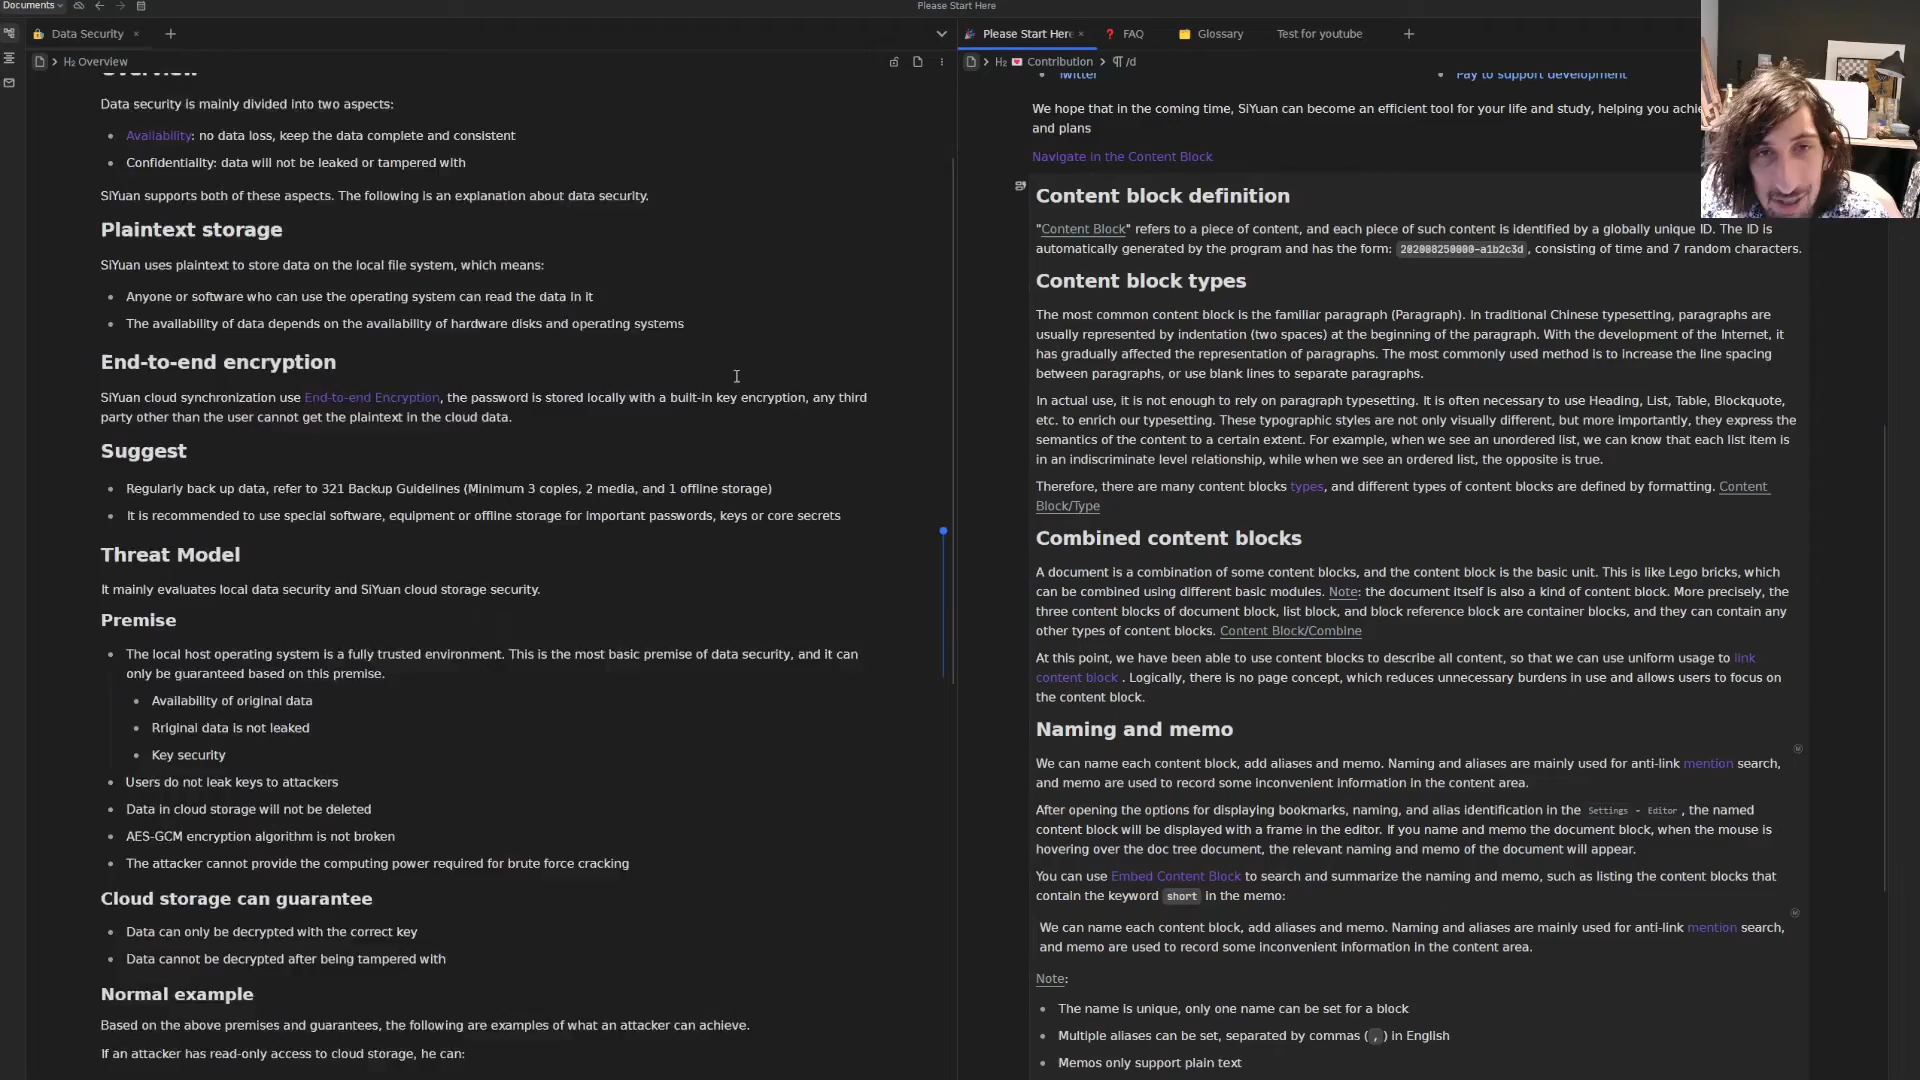 Documents
Please Start Here
Data Security
Please Start Here
FAQ
Glossary
Test for youtube
H2 Overview
H2 Contribution
/d
Overview
Data security is mainly divided into two aspects:
Availability: no data loss, keep the data complete and consistent
Confidentiality: data will not be leaked or tampered with
SiYuan supports both of these aspects. The following is an explanation about data security.
Plaintext storage
SiYuan uses plaintext to store data on the local file system, which means:
Anyone or software who can use the operating system can read the data in it
The availability of data depends on the availability of hardware disks and operating systems
End-to-end encryption
SiYuan cloud synchronization use End-to-end Encryption, the password is stored locally with a built-in key encryption, any third
party other than the user cannot get the plaintext in the cloud data.
Suggest
Regularly back up data, refer to 321 Backup Guidelines (Minimum 3 copies, 2 media, and 1 offline storage)
It is recommended to use special software, equipment or offline storage for important passwords, keys or core secrets
Threat Model
It mainly evaluates local data security and SiYuan cloud storage security.
Premise
The local host operating system is a fully trusted environment. This is the most basic premise of data security, and it can
only be guaranteed based on this premise.
Availability of original data
Rriginal data is not leaked
Key security
Users do not leak keys to attackers
Data in cloud storage will not be deleted
AES-GCM encryption algorithm is not broken
The attacker cannot provide the computing power required for brute force cracking
Cloud storage can guarantee
Data can only be decrypted with the correct key
Data cannot be decrypted after being tampered with
Normal example
Based on the above premises and guarantees, the following are examples of what an attacker can achieve.
If an attacker has read-only access to cloud storage, he can:
Twitter
Pay to support development
We hope that in the coming time, SiYuan can become an efficient tool for your life and study, helping you
and plans
Navigate in the Content Block
Content block definition
"Content Block" refers to a piece of content, and each piece of such content is identified by a globally unique ID. The ID is
automatically generated by the program and has the form: 202008250000-a1b2c3d, consisting of time and 7 random characters.
Content block types
The most common content block is the familiar paragraph (Paragraph). In traditional Chinese typesetting, paragraphs are
usually represented by indentation (two spaces) at the beginning of the paragraph. With the development of the Internet, it
has gradually affected the representation of paragraphs. The most commonly used method is to increase the line spacing
between paragraphs, or use blank lines to separate paragraphs.
In actual use, it is not enough to rely on paragraph typesetting. It is often necessary to use Heading, List, Table, Blockquote,
etc. to enrich our typesetting. These typographic styles are not only visually different, but more importantly, they express the
semantics of the content to a certain extent. For example, when we see an unordered list, we can know that each list item is
in an indiscriminate level relationship, while when we see an ordered list, the opposite is true.
Therefore, there are many content blocks types, and different types of content blocks are defined by formatting. Content
Block/Type
Combined content blocks
A document is a combination of some content blocks, and the content block is the basic unit. This is like Lego bricks, which
can be combined using different basic modules. Note: the document itself is also a kind of content block. More precisely, the
three content blocks of document block, list block, and block reference block are container blocks, and they can contain any
other types of content blocks. Content Block/Combine
At this point, we have been able to use content blocks to describe all content, so that we can use uniform usage to link
content block . Logically, there is no page concept, which reduces unnecessary burdens in use and allows users to focus on
the content block.
Naming and memo
We can name each content block, add aliases and memo. Naming and aliases are mainly used for anti-link mention search,
and memo are used to record some inconvenient information in the content area.
After opening the options for displaying bookmarks, naming, and alias identification in the Settings - Editor, the named
content block will be displayed with a frame in the editor. If you name and memo the document block, when the mouse is
hovering over the doc tree document, the relevant naming and memo of the document will appear.
You can use Embed Content Block to search and summarize the naming and memo, such as listing the content blocks that
contain the keyword short in the memo:
We can name each content block, add aliases and memo. Naming and aliases are mainly used for anti-link mention search,
and memo are used to record some inconvenient information in the content area.
Note:
The name is unique, only one name can be set for a block
Multiple aliases can be set, separated by commas (,) in English
Memos only support plain text